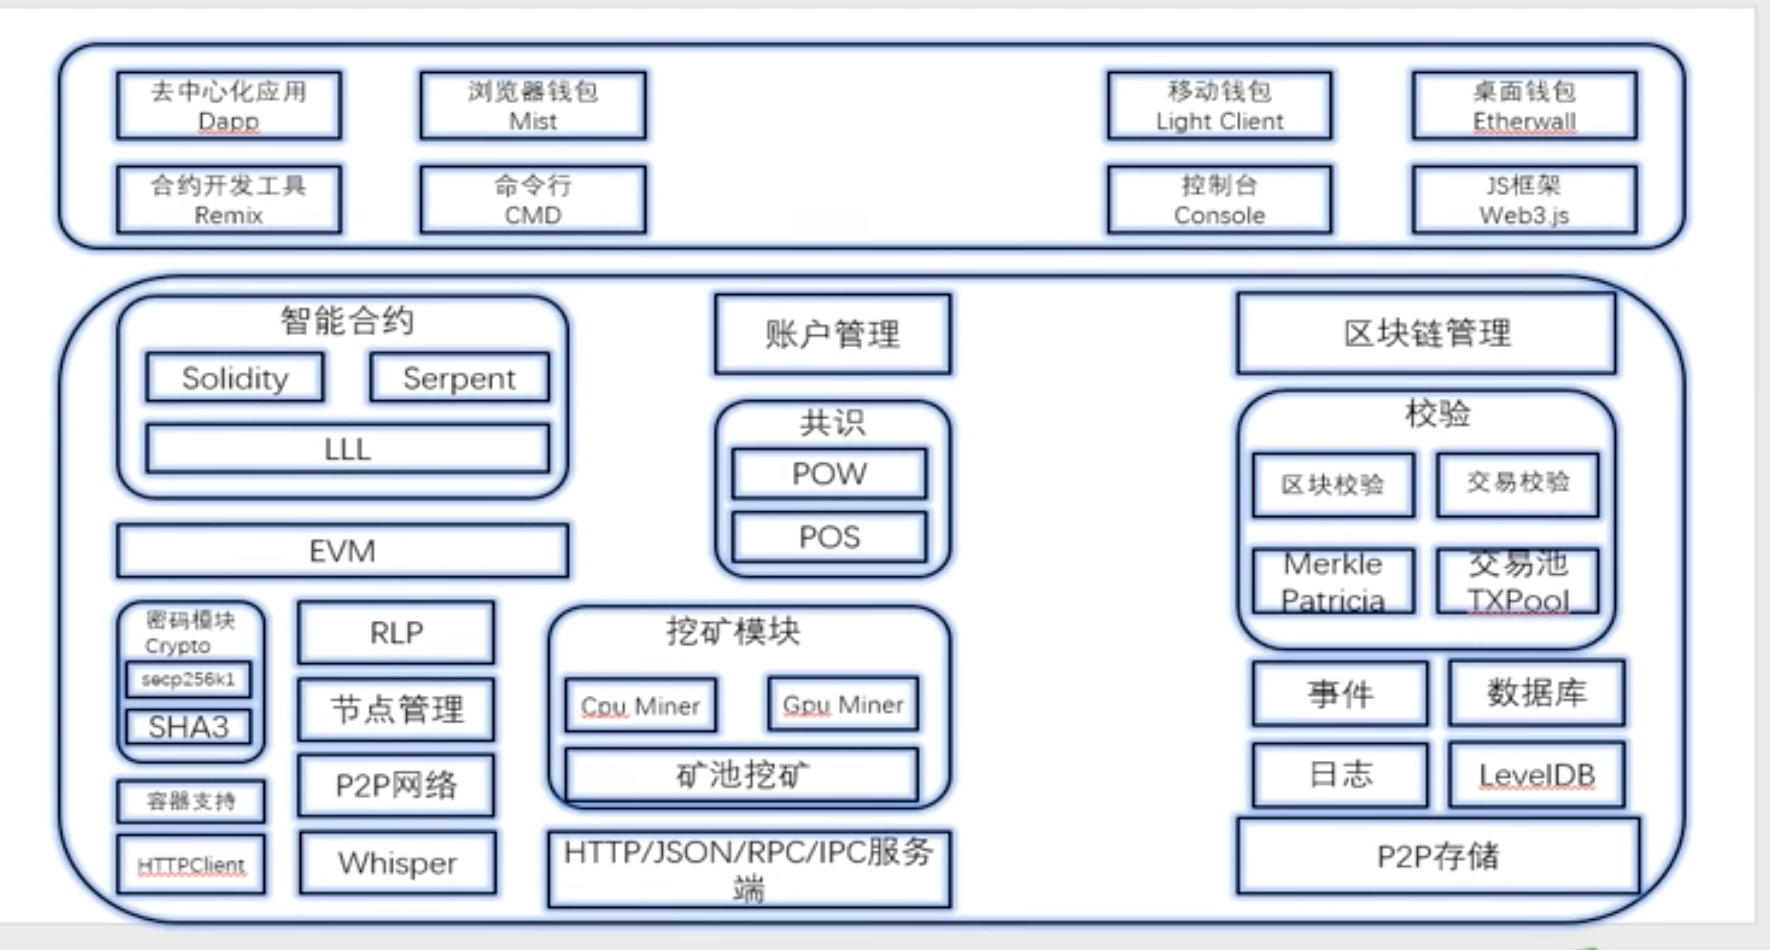 去中心化应用
Dapp
浏览器钱包
Mist
移动钱包
Light Client
桌面钱包
Etherwall
合约开发工具
Remix
命令行
CMD
控制台
Console
JS框架
Web3.js
智能合约
Solidity
Serpent
LLL
EVM
密码模块
Crypto
secp256k1
SHA3
容器支持
HTTPClient
RLP
节点管理
P2P网络
Whisper
账户管理
共识
POW
POS
挖矿模块
Cpu Miner
Gpu Miner
矿池挖矿
HTTP/JSON/RPC/IPC服务
端
区块链管理
校验
区块校验
交易校验
Merkle
Patricia
交易池
TXPool
事件
数据库
日志
LevelDB
P2P存储